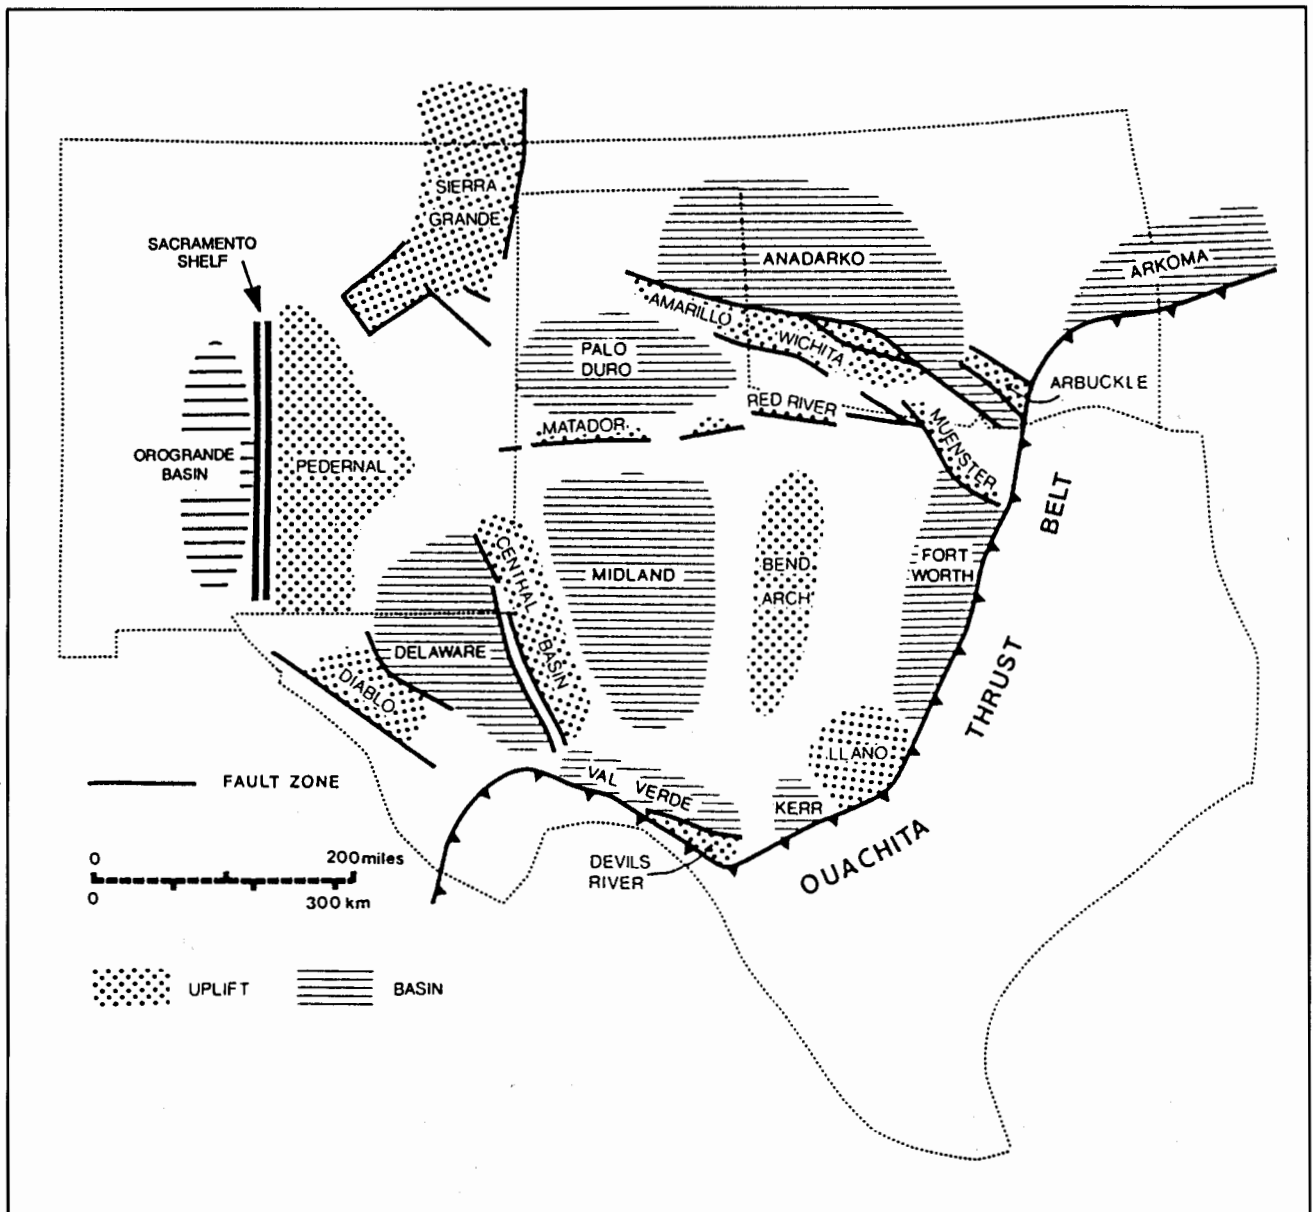 SIERRA
GRANDE
SACRAMENTO
SHELF
ANADARKO
ARKOMA
AMARILLO
WICHITA
PALO
DURO
ARBUCKLE
RED RIVER
MATADOR
MUENSTER
OROGRANDE
BASIN
PEDERNAL
BELT
CENTRAL
BASIN
MIDLAND
BEND
ARCH
FORT
WORTH
DELAWARE
DIABLO
THRUST
LLANO
FAULT ZONE
VAL VERDE
KERR
OUACHITA
DEVILS
RIVER
0 200 miles
0 300 km
UPLIFT
BASIN